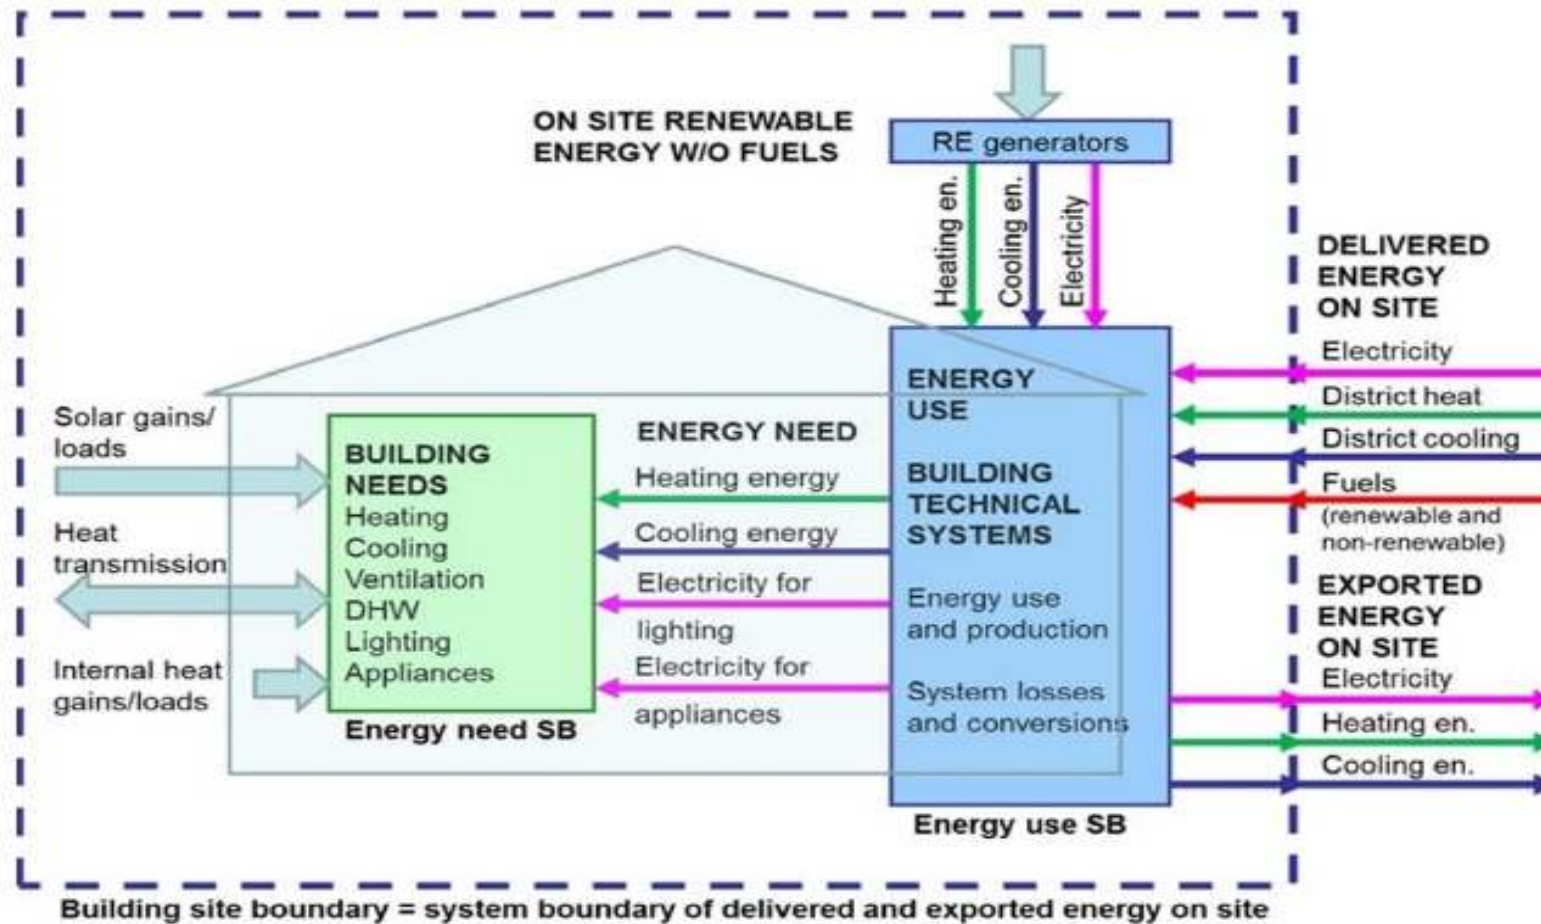 ON SITE RENEWABLE
ENERGY W/O FUELS
RE generators
Heating en.
Cooling en.
Electricity
DELIVERED
ENERGY
ON SITE
Electricity
District heat
District cooling
Fuels
(renewable and
non-renewable)
EXPORTED
ENERGY
ON SITE
Electricity
Heating en.
Cooling en.
Solar gains/
loads
Heat
transmission
Internal heat
gains/loads
BUILDING
NEEDS
Heating
Cooling
Ventilation
DHW
Lighting
Appliances
Energy need SB
ENERGY NEED
Heating energy
Cooling energy
Electricity for
lighting
Electricity for
appliances
ENERGY
USE
BUILDING
TECHNICAL
SYSTEMS
Energy use
and production
System losses
and conversions
Energy use SB
Building site boundary = system boundary of delivered and exported energy on site